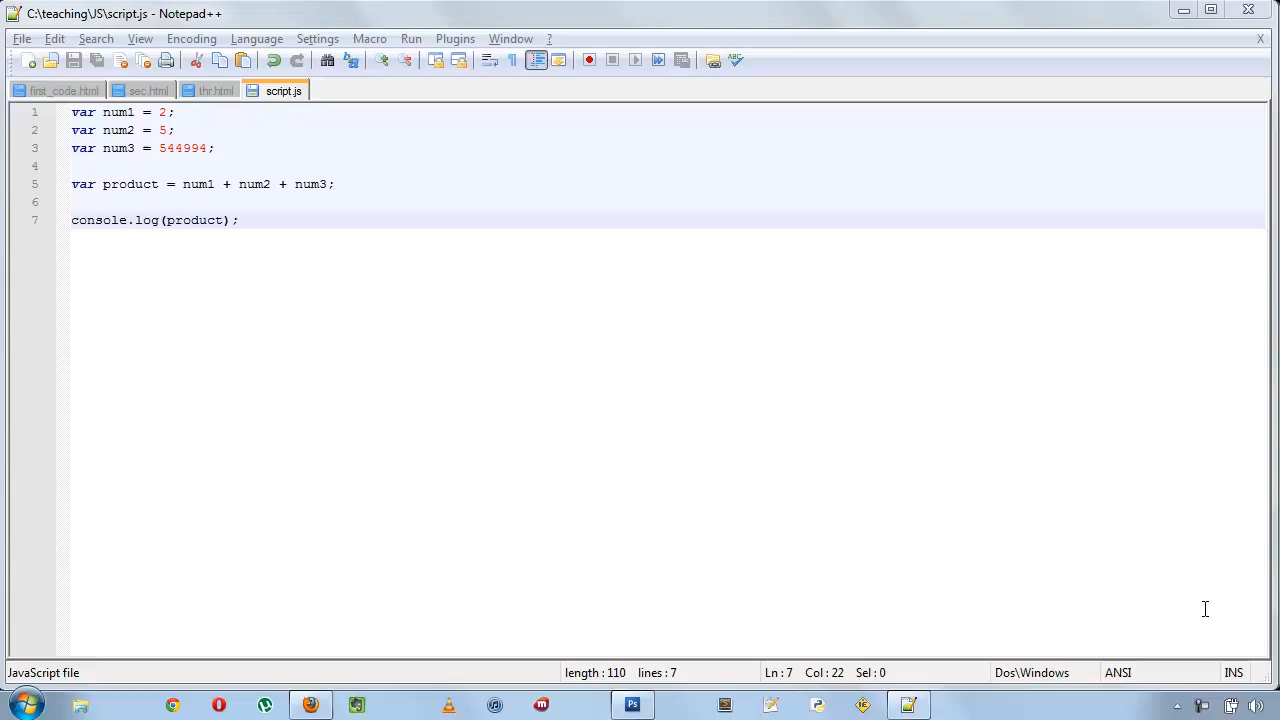 C:\teaching\JS\script.js - Notepad++
File Edit Search View Encoding Language Settings Macro Run Plugins Window ? X
first_code.html sec.html thr.html script.js
1 var num1 = 2;
2 var num2 = 5;
3 var num3 = 544994;
4
5 var product = num1 + num2 + num3;
6
7 console.log(product);
JavaScript file length : 110 lines : 7 Ln : 7 Col : 22 Sel : 0 Dos\Windows ANSI INS
Ps